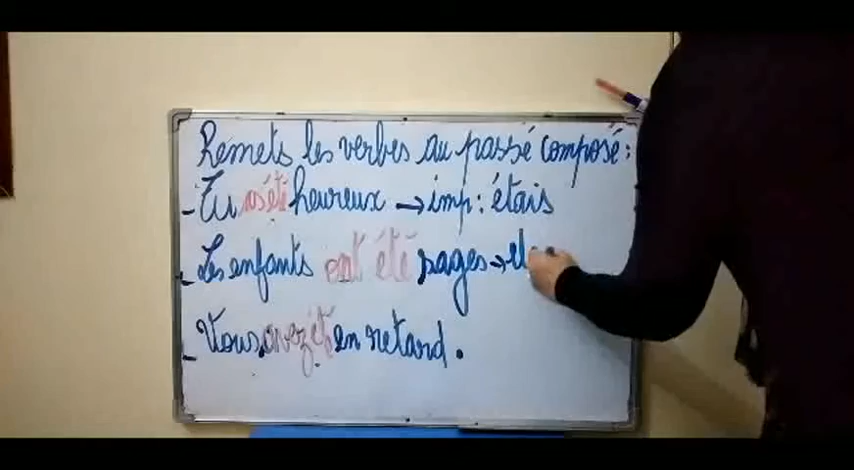 Remets les verbes au passé composé :
- Tu as été heureux → imp : étais
- Les enfants ont été sages →
- Vous avez été en retard.